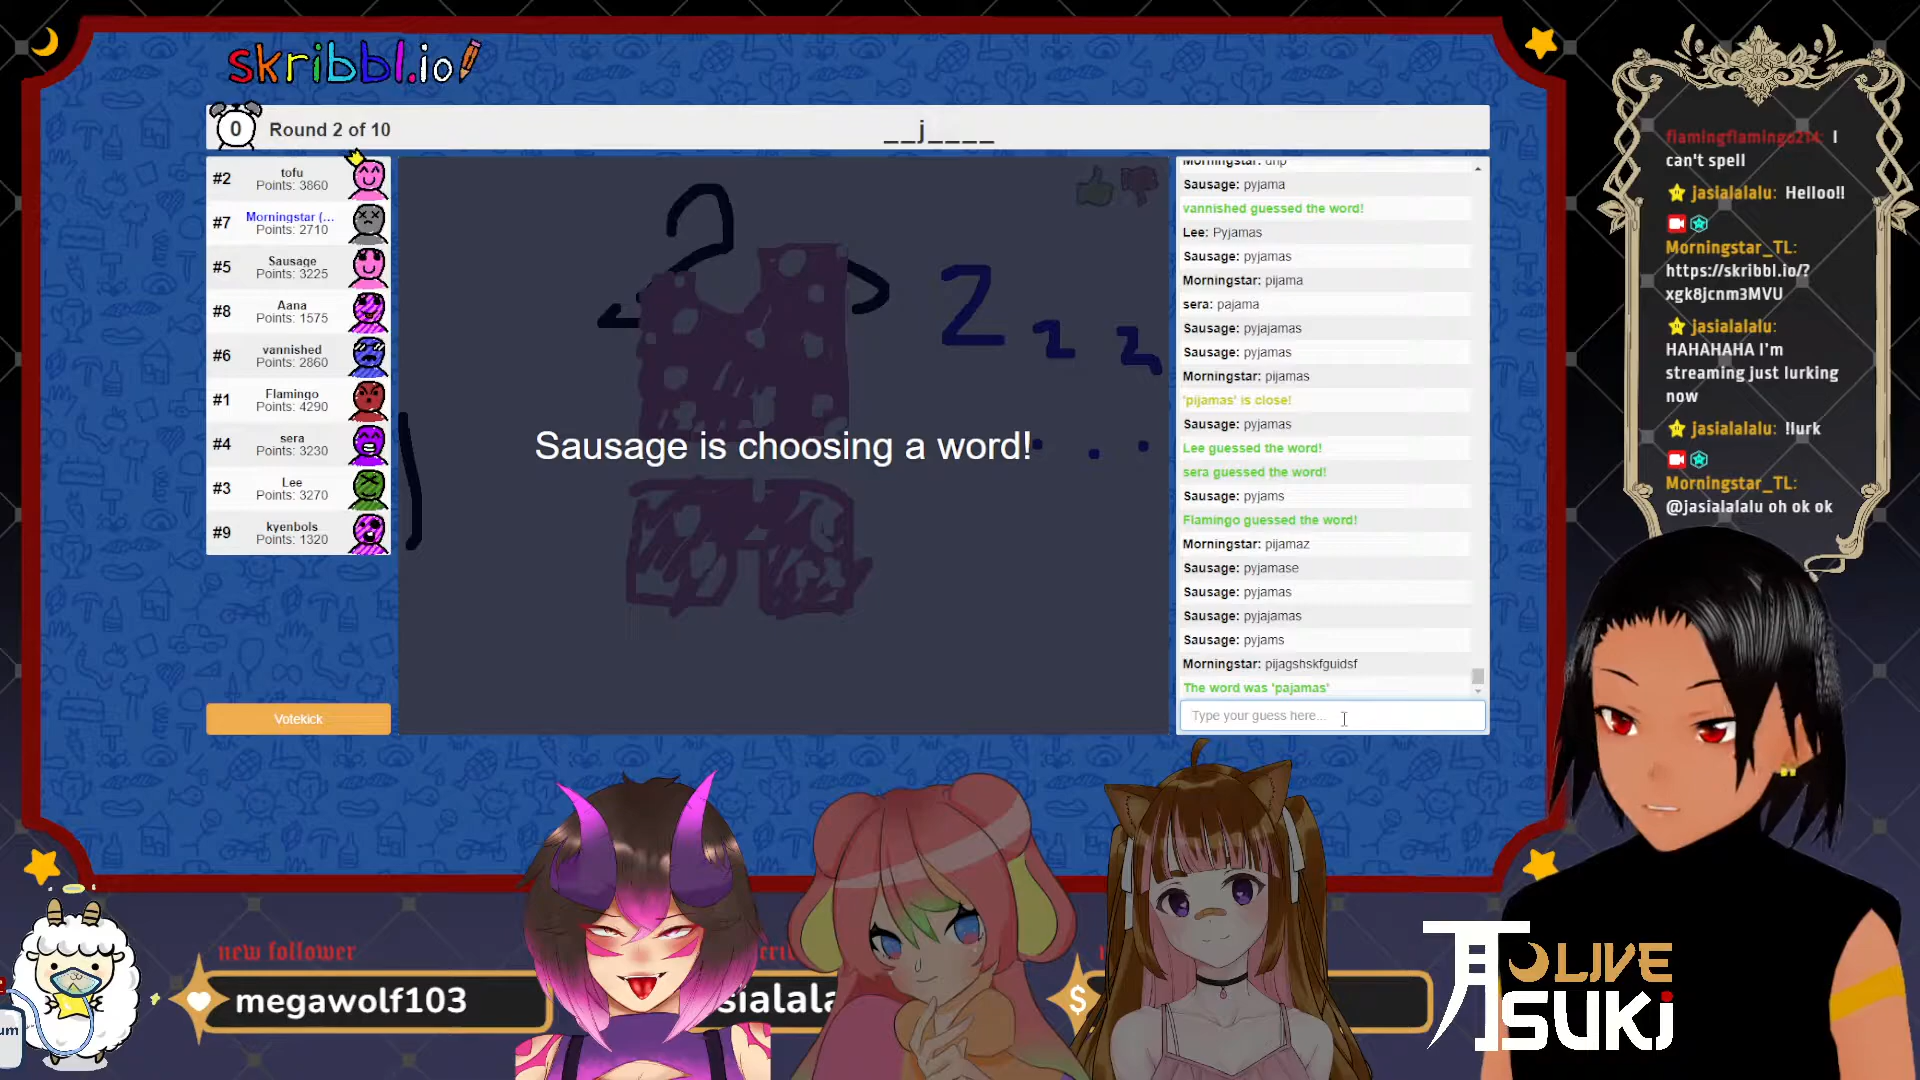 skribbl.io
0
Round 2 of 10
__j____
#2
tofu
Points: 3860
#7
Morningstar (...
Points: 2710
#5
Sausage
Points: 3225
#8
Aana
Points: 1575
#6
vannished
Points: 2860
#1
Flamingo
Points: 4290
#4
sera
Points: 3230
#3
Lee
Points: 3270
#9
kyenbols
Points: 1320
Votekick
Z z z
Sausage is choosing a word!
Sausage: pyjama
vannished guessed the word!
Lee: Pyjamas
Sausage: pyjamas
Morningstar: pijama
sera: pajama
Sausage: pyjajamas
Sausage: pyjamas
Morningstar: pijamas
'pijamas' is close!
Sausage: pyjamas
Lee guessed the word!
sera guessed the word!
Sausage: pyjams
Flamingo guessed the word!
Morningstar: pijamaz
Sausage: pyjamase
Sausage: pyjamas
Sausage: pyjajamas
Sausage: pyjams
Morningstar: pijagshskfguidsf
The word was 'pajamas'
Type your guess here...
flamingflamingo214: I
can't spell
jasialalalu: Helloo!!
Morningstar_TL:
https://skribbl.io/?
xgk8jcnm3MVU
jasialalalu:
HAHAHAHA I'm
streaming just lurking
now
jasialalalu: !lurk
Morningstar_TL:
@jasialalalu oh ok ok
new follower
megawolf103
$
月 LIVE
TSUKi
um